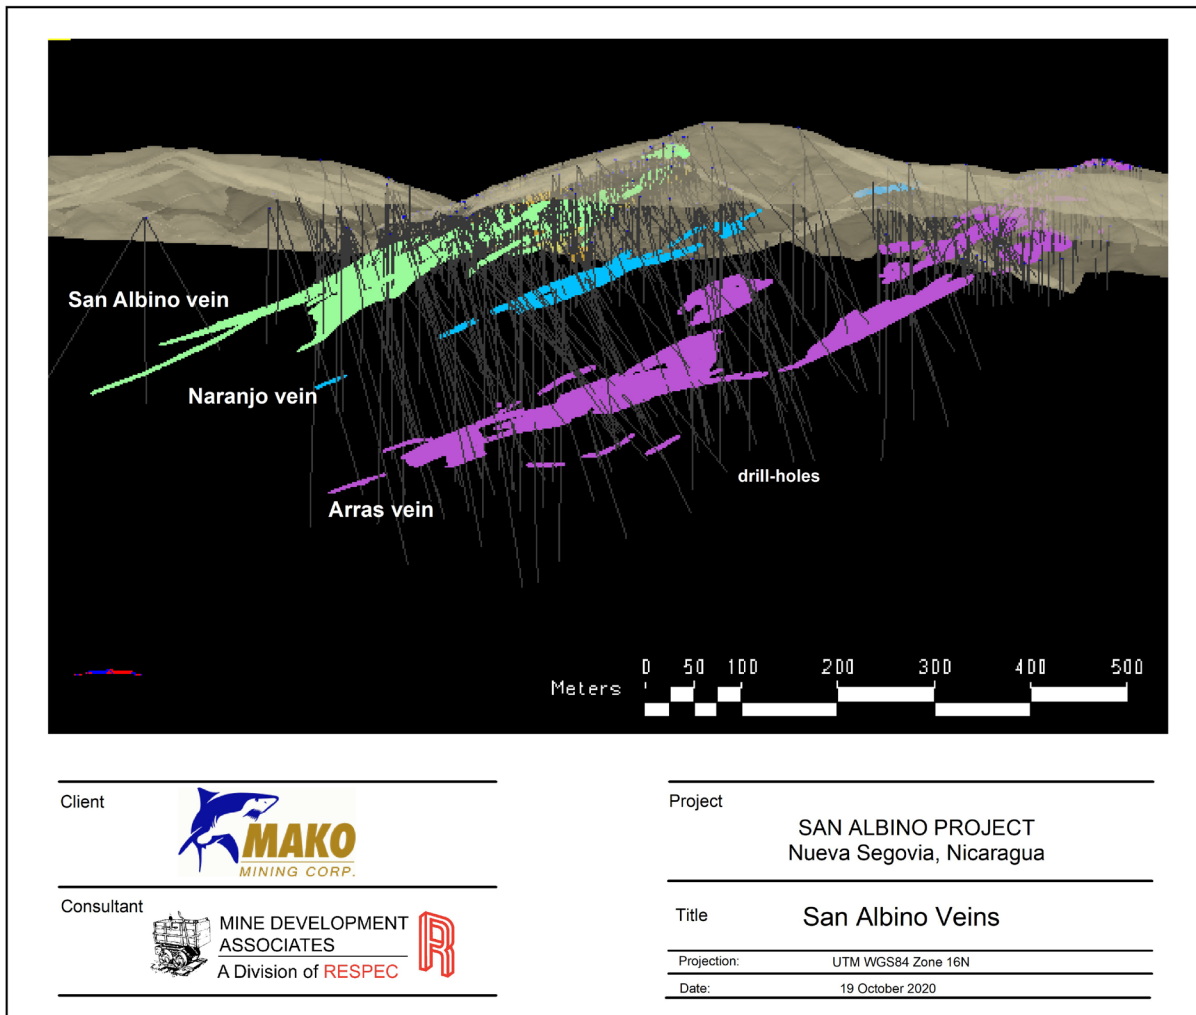 San Albino vein
Naranjo vein
Arras vein
drill-holes
0 50 100 200 300 400 500
Meters
Client
MAKO
MINING CORP.
Consultant
MINE DEVELOPMENT
ASSOCIATES
A Division of RESPEC
Project
SAN ALBINO PROJECT
Nueva Segovia, Nicaragua
Title San Albino Veins
Projection: UTM WGS84 Zone 16N
Date: 19 October 2020